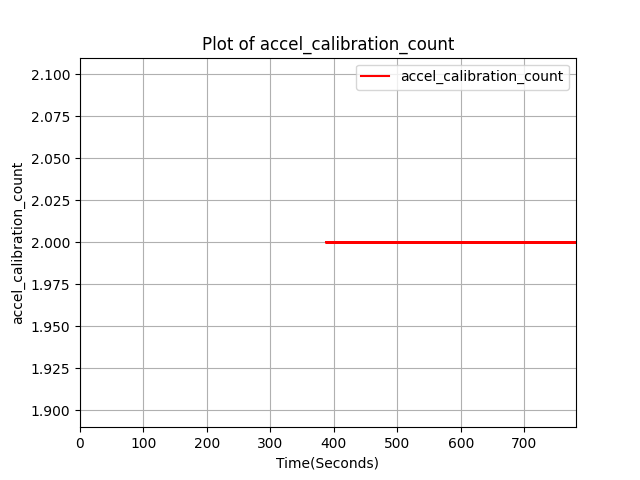 Plot of accel_calibration_count
accel_calibration_count
2.100
2.075
2.050
2.025
2.000
1.975
1.950
1.925
1.900
accel_calibration_count
0 100 200 300 400 500 600 700
Time(Seconds)